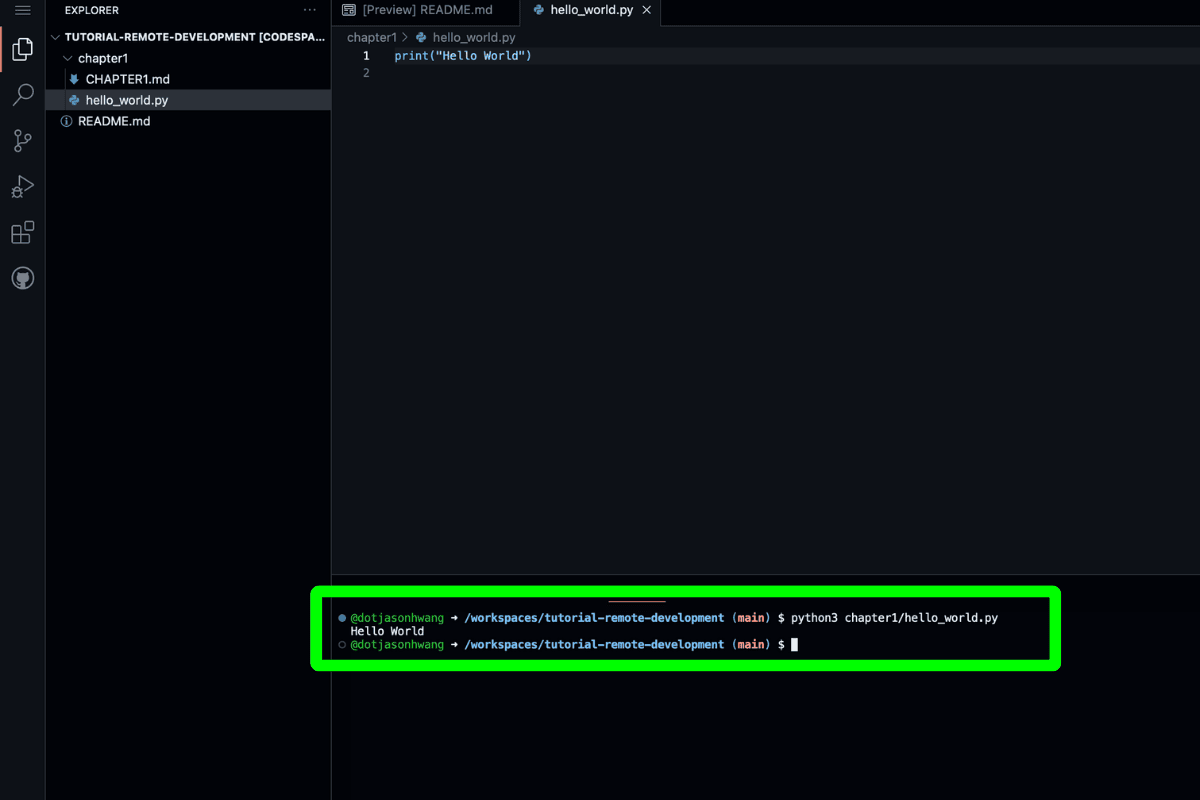 EXPLORER
TUTORIAL-REMOTE-DEVELOPMENT [CODESPA...
chapter1
CHAPTER1.md
hello_world.py
README.md
[Preview] README.md
hello_world.py
chapter1 > hello_world.py
1 print("Hello World")
2
@dotjasonhwang ➜ /workspaces/tutorial-remote-development (main) $ python3 chapter1/hello_world.py
Hello World
@dotjasonhwang ➜ /workspaces/tutorial-remote-development (main) $